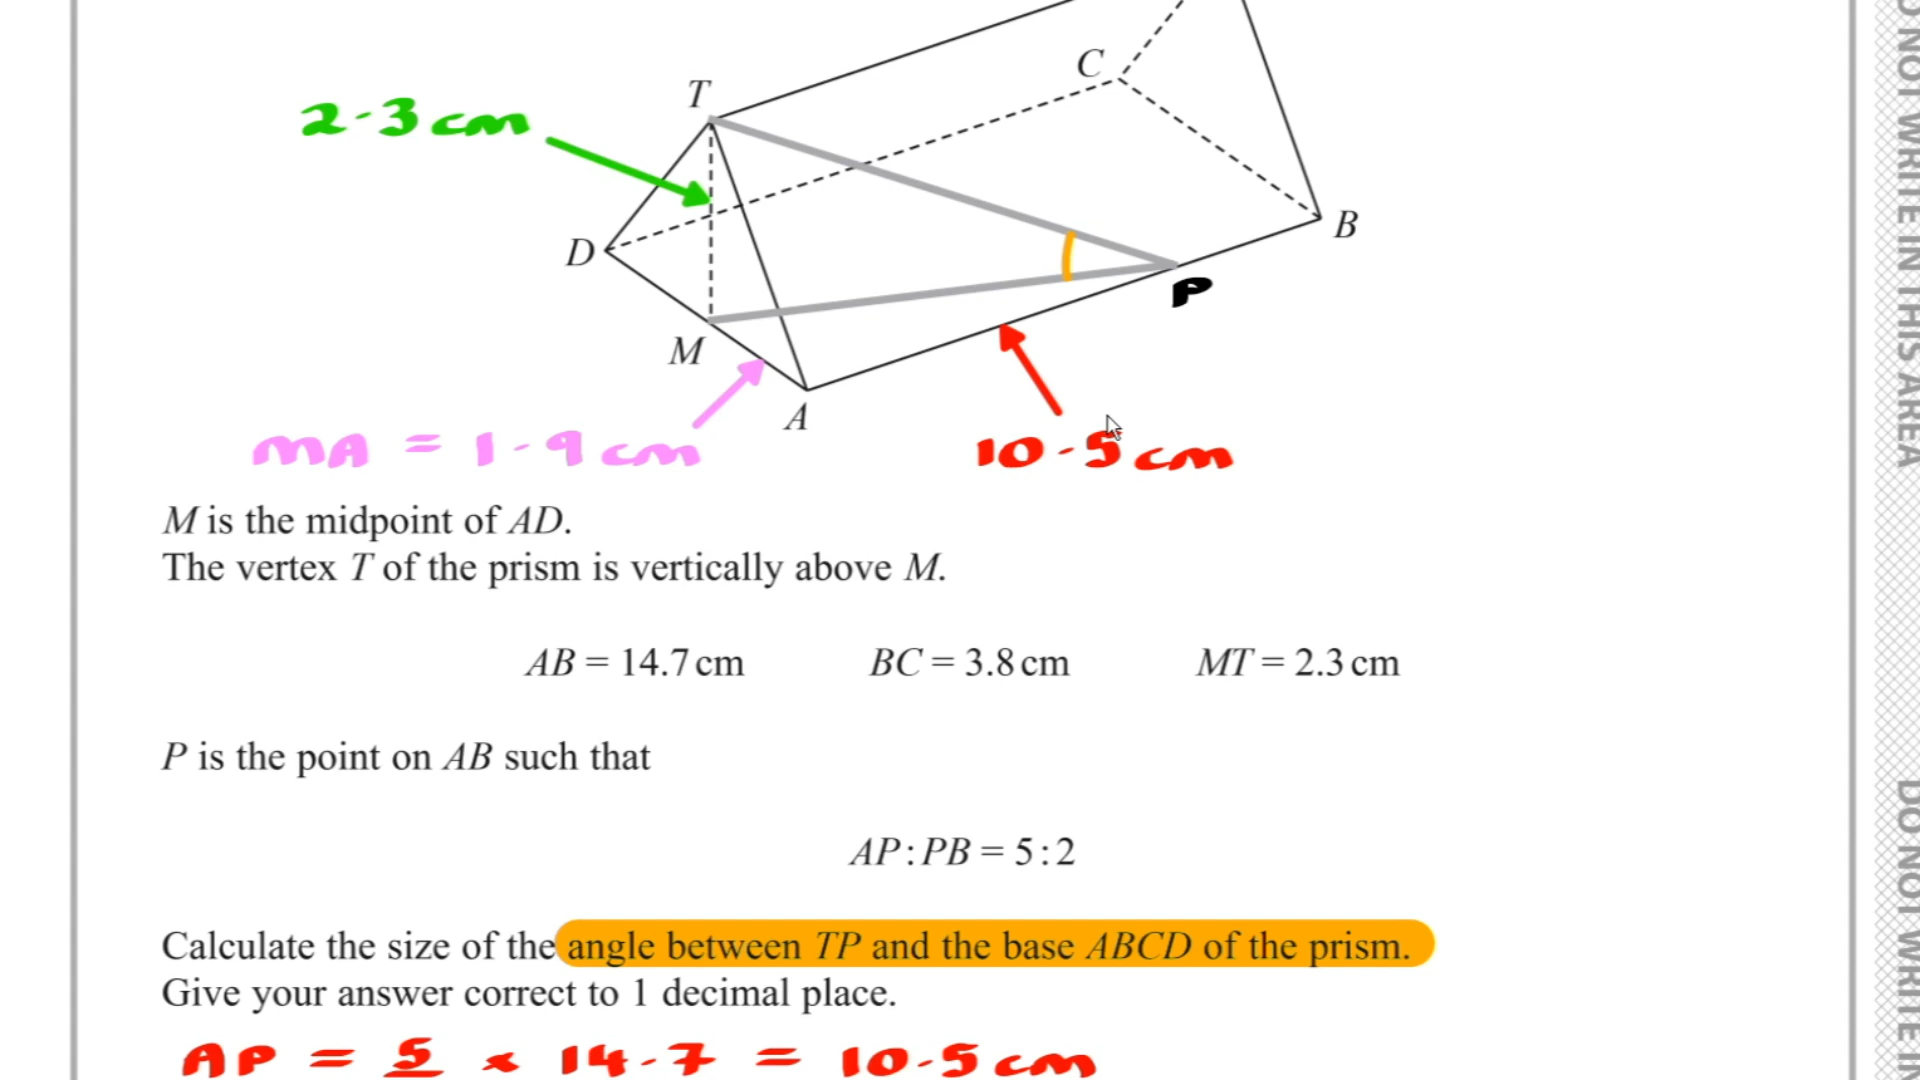 C
T
2.3 cm
DO NOT WRITE IN THIS AREA
D
B
P
M
A
MA = 1.9 cm
10.5 cm
M is the midpoint of AD.
The vertex T of the prism is vertically above M.
AB = 14.7 cm BC = 3.8 cm MT = 2.3 cm
P is the point on AB such that
AP : PB = 5 : 2
DO NOT WRITE IN
Calculate the size of the angle between TP and the base ABCD of the prism.
Give your answer correct to 1 decimal place.
AP = 5 × 14.7 = 10.5 cm